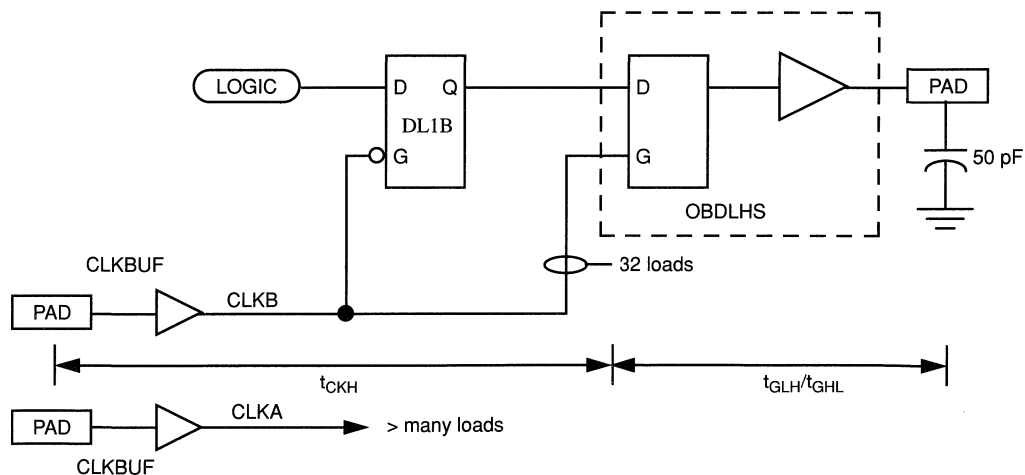 LOGIC
D Q
DL1B
G
D
G
OBDLHS
PAD
50 pF
32 loads
CLKBUF
PAD
CLKB
tCKH
tGLH/tGHL
PAD
CLKA
> many loads
CLKBUF